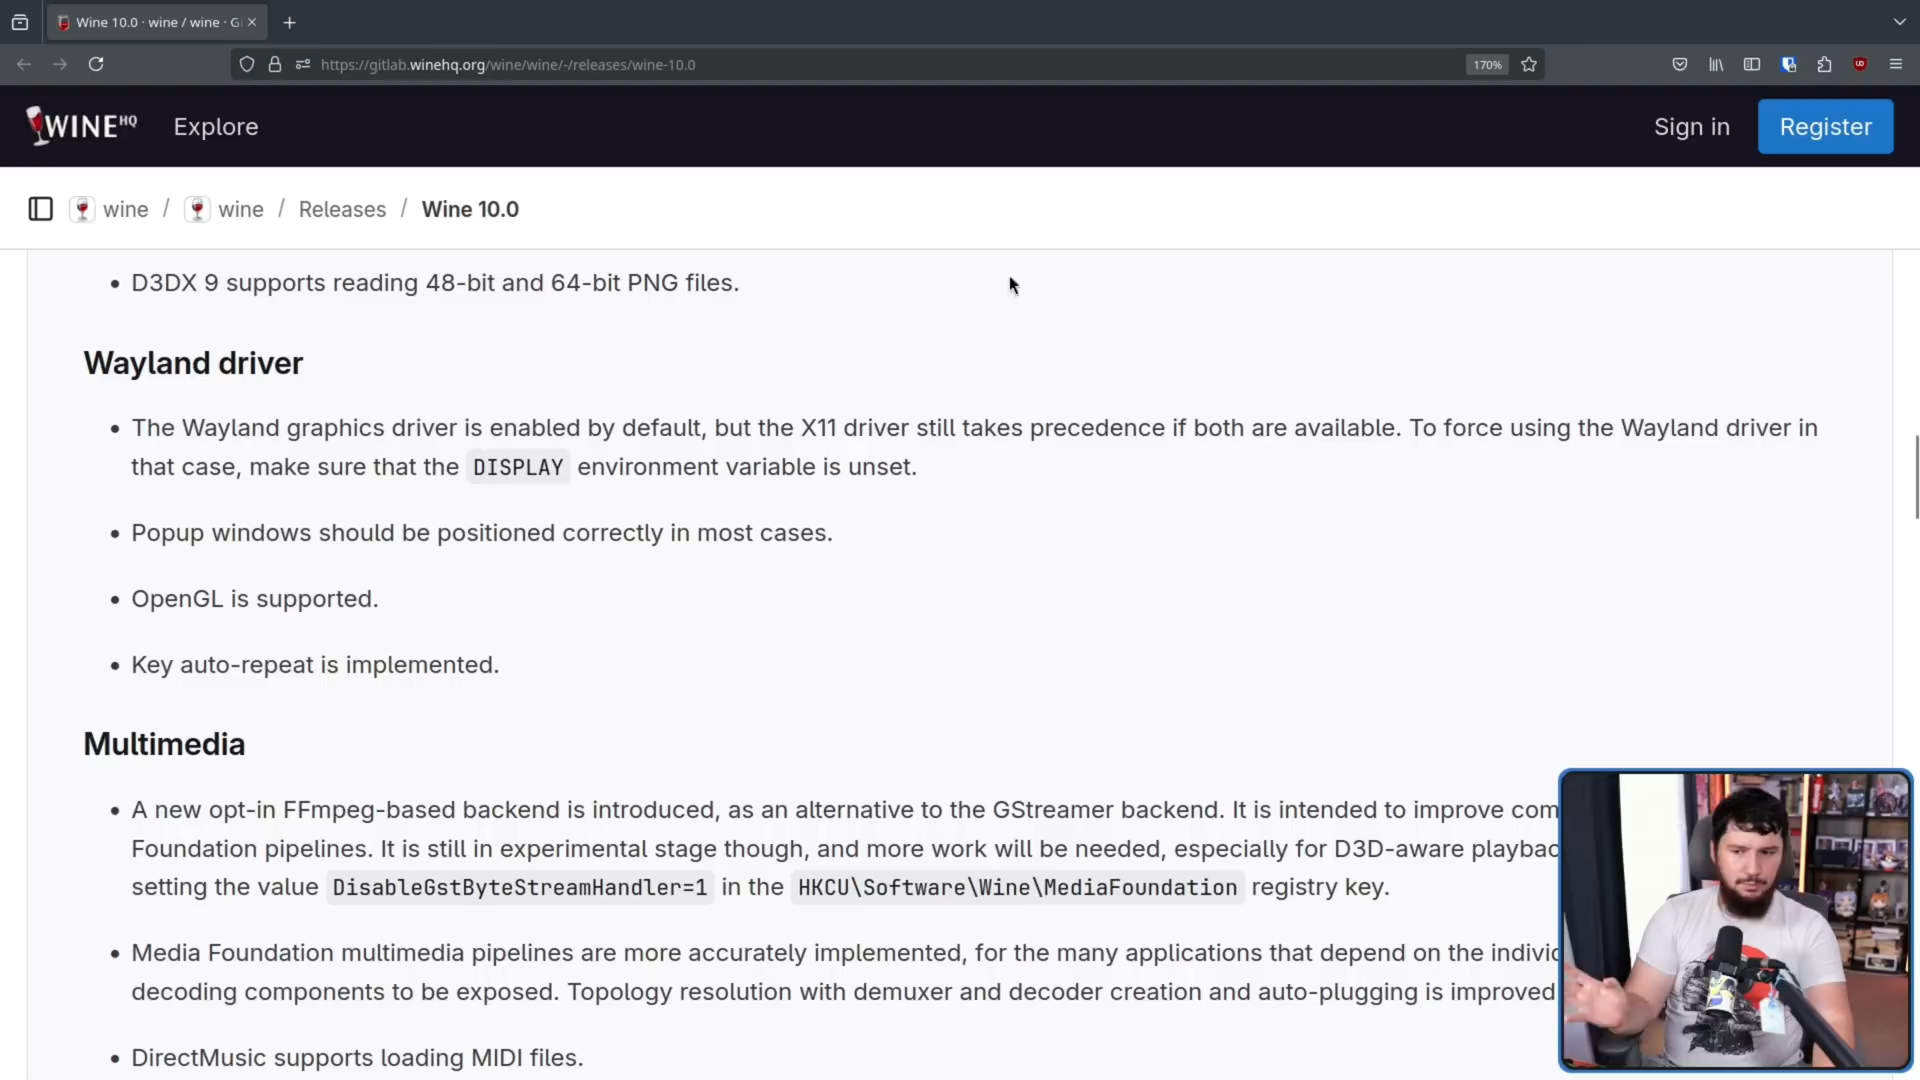 Wine 10.0 · wine / wine · G
https://gitlab.winehq.org/wine/wine/-/releases/wine-10.0
170%
WINE HQ
Explore
Sign in
Register
wine / wine / Releases / Wine 10.0
• D3DX 9 supports reading 48-bit and 64-bit PNG files.
Wayland driver
• The Wayland graphics driver is enabled by default, but the X11 driver still takes precedence if both are available. To force using the Wayland driver in
that case, make sure that the DISPLAY environment variable is unset.
• Popup windows should be positioned correctly in most cases.
• OpenGL is supported.
• Key auto-repeat is implemented.
Multimedia
• A new opt-in FFmpeg-based backend is introduced, as an alternative to the GStreamer backend. It is intended to improve com
Foundation pipelines. It is still in experimental stage though, and more work will be needed, especially for D3D-aware playbac
setting the value DisableGstByteStreamHandler=1 in the HKCU\Software\Wine\MediaFoundation registry key.
• Media Foundation multimedia pipelines are more accurately implemented, for the many applications that depend on the individ
decoding components to be exposed. Topology resolution with demuxer and decoder creation and auto-plugging is improved
• DirectMusic supports loading MIDI files.